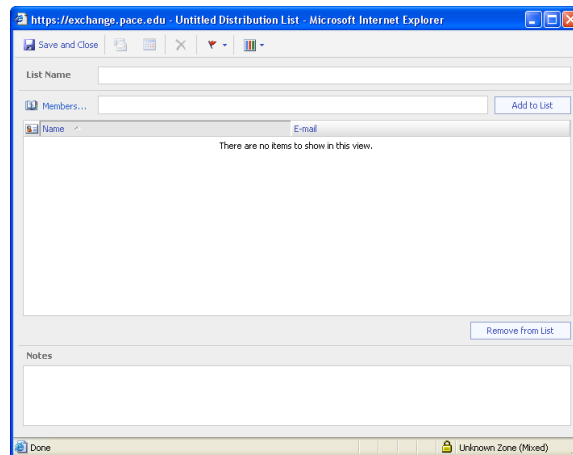 https://exchange.pace.edu - Untitled Distribution List - Microsoft Internet Explorer
Save and Close
List Name
Members...
Add to List
Name
E-mail
There are no items to show in this view.
Remove from List
Notes
Done
Unknown Zone (Mixed)